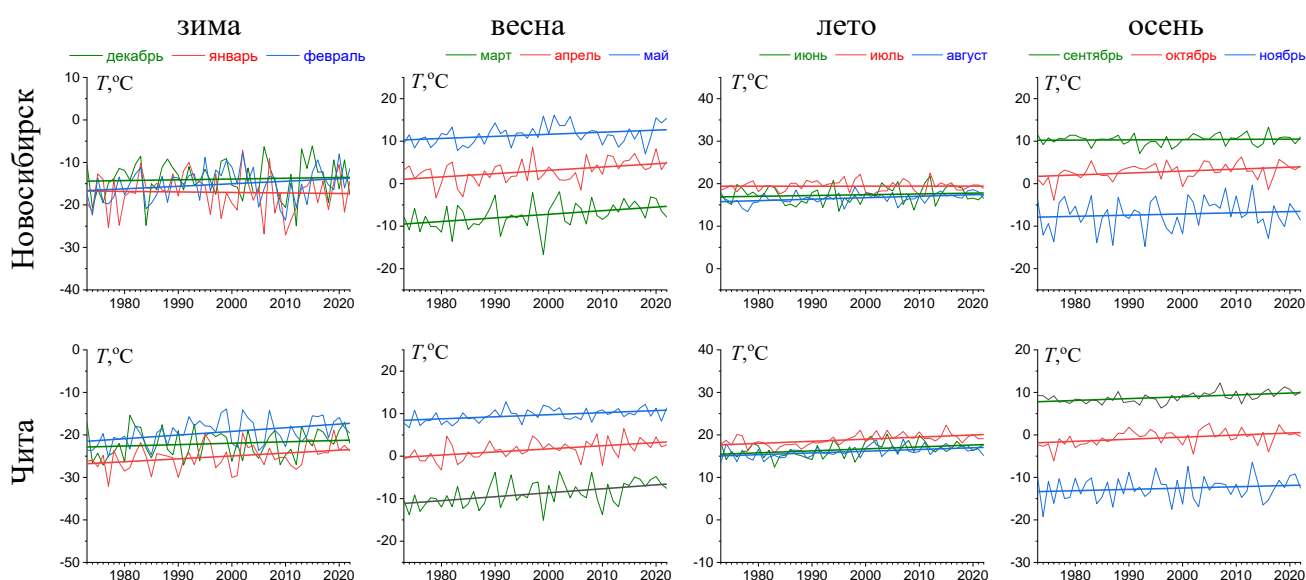 зима весна лето осень
декабрь январь февраль март апрель май июнь июль август сентябрь октябрь ноябрь
Новосибирск
T,°C
10
0
-10
-20
-30
-40
1980 1990 2000 2010 2020
T,°C
20
10
0
-10
-20
1980 1990 2000 2010 2020
T,°C
40
30
20
10
0
1980 1990 2000 2010 2020
T,°C
20
10
0
-10
-20
1980 1990 2000 2010 2020
Чита
T,°C
0
-10
-20
-30
-40
-50
1980 1990 2000 2010 2020
T,°C
20
10
0
-10
-20
1980 1990 2000 2010 2020
T,°C
40
30
20
10
0
-10
1980 1990 2000 2010 2020
T,°C
20
10
0
-10
-20
-30
1980 1990 2000 2010 2020